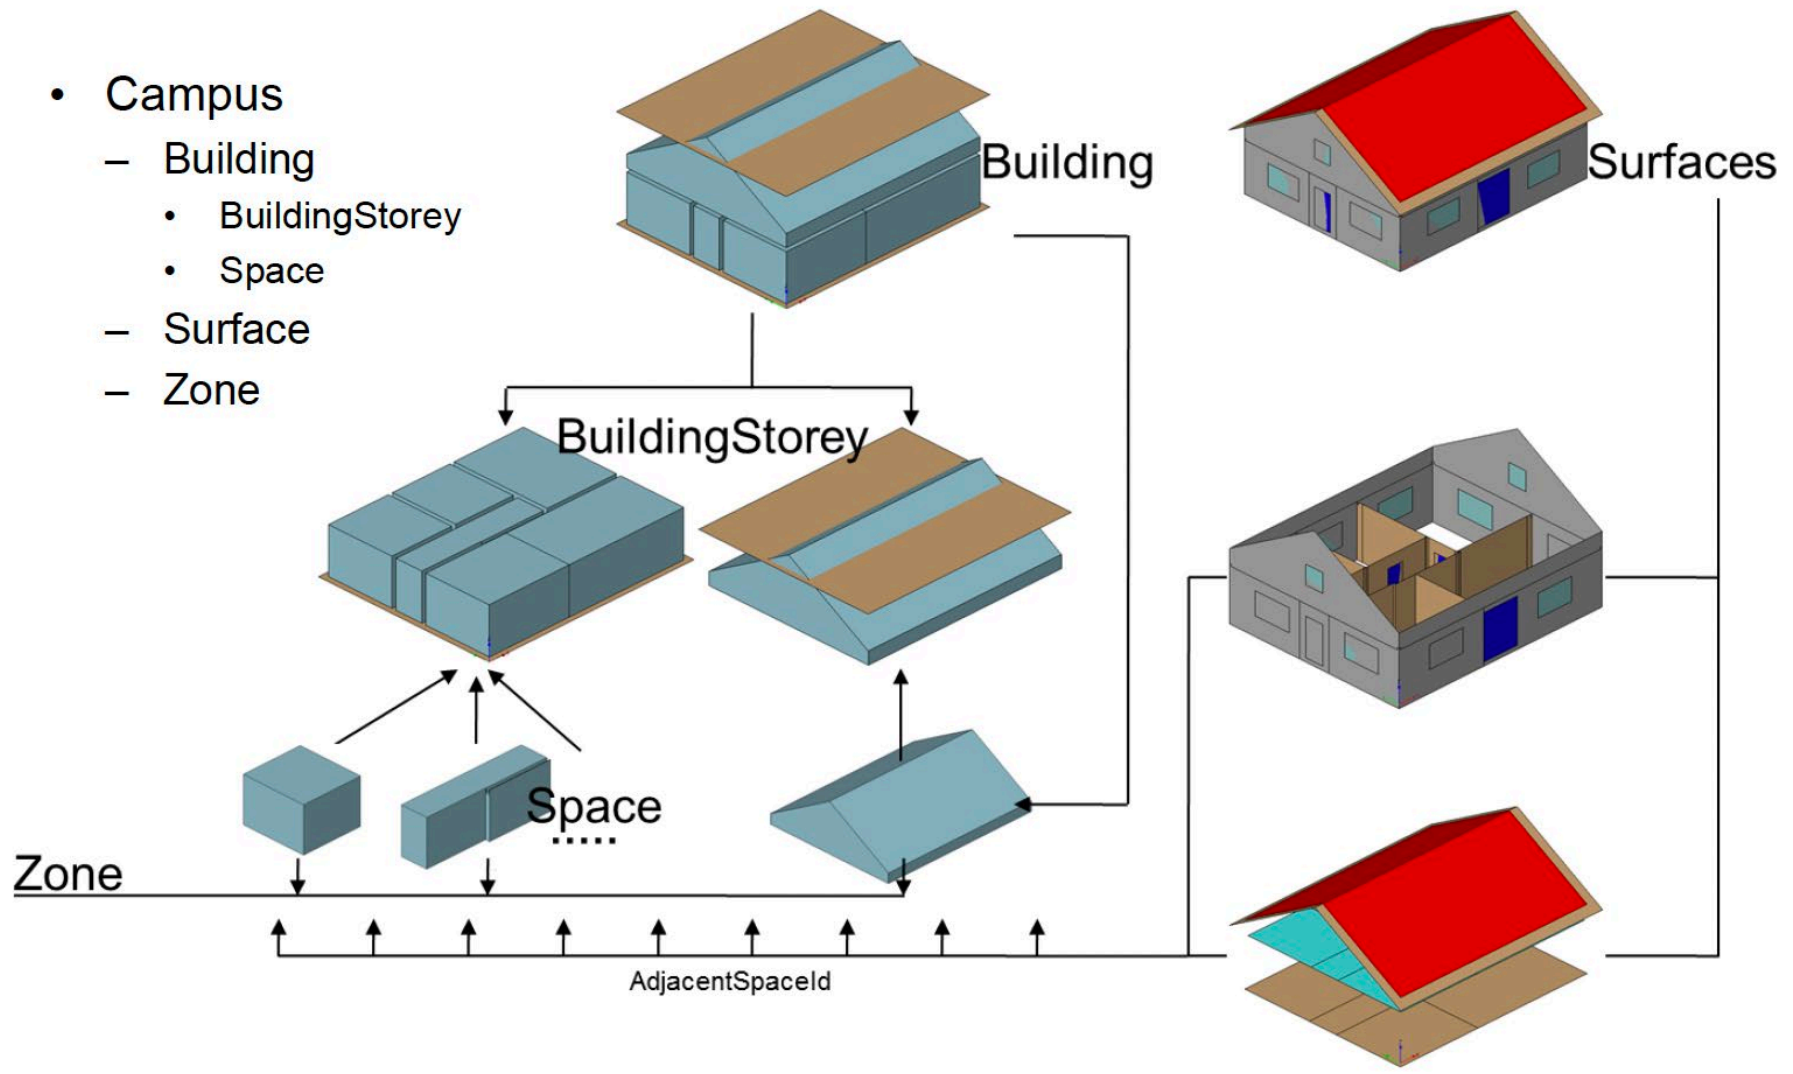 • Campus
– Building
• BuildingStorey
• Space
– Surface
– Zone
Building
Surfaces
BuildingStorey
Space
.....
Zone
AdjacentSpaceId